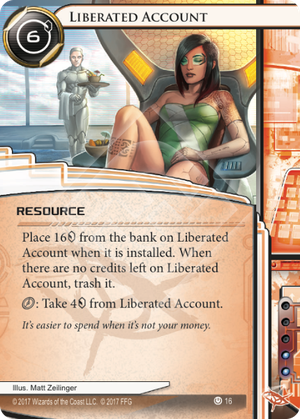 LIBERATED ACCOUNT
6
RESOURCE
Place 16 from the bank on Liberated
Account when it is installed. When
there are no credits left on Liberated
Account, trash it.
: Take 4 from Liberated Account.
It's easier to spend when it's not your money.
Illus. Matt Zeilinger
© 2017 Wizards of the Coast LLC. © 2017 FFG
16